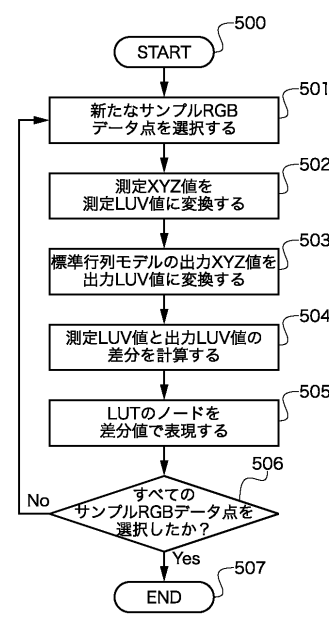 500
START
501
新たなサンプルRGB
データ点を選択する
502
測定XYZ値を
測定LUV値に変換する
503
標準行列モデルの出力XYZ値を
出力LUV値に変換する
504
測定LUV値と出力LUV値の
差分を計算する
505
LUTのノードを
差分値で表現する
506
すべての
サンプルRGBデータ点を
選択したか？
No
Yes
507
END